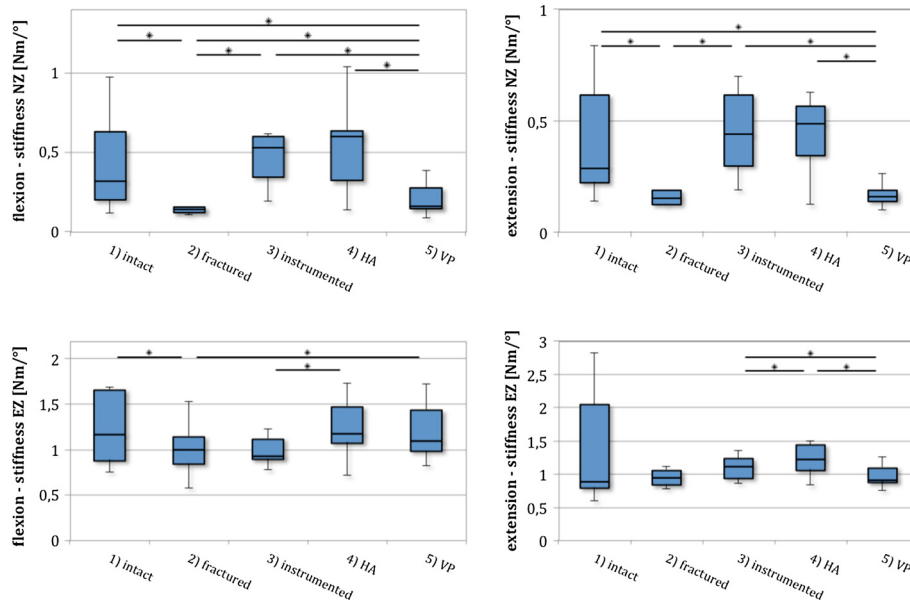 flexion - stiffness NZ [Nm/°]
1
0,5
0
*
*
*
*
*
*
*
1) intact
2) fractured
3) instrumented
4) HA
5) VP
extension - stiffness NZ [Nm/°]
1
0,5
0
*
*
*
*
*
1) intact
2) fractured
3) instrumented
4) HA
5) VP
flexion - stiffness EZ [Nm/°]
2
1,5
1
0,5
0
*
*
*
1) intact
2) fractured
3) instrumented
4) HA
5) VP
extension - stiffness EZ [Nm/°]
3
2,5
2
1,5
1
0,5
0
*
*
*
1) intact
2) fractured
3) instrumented
4) HA
5) VP